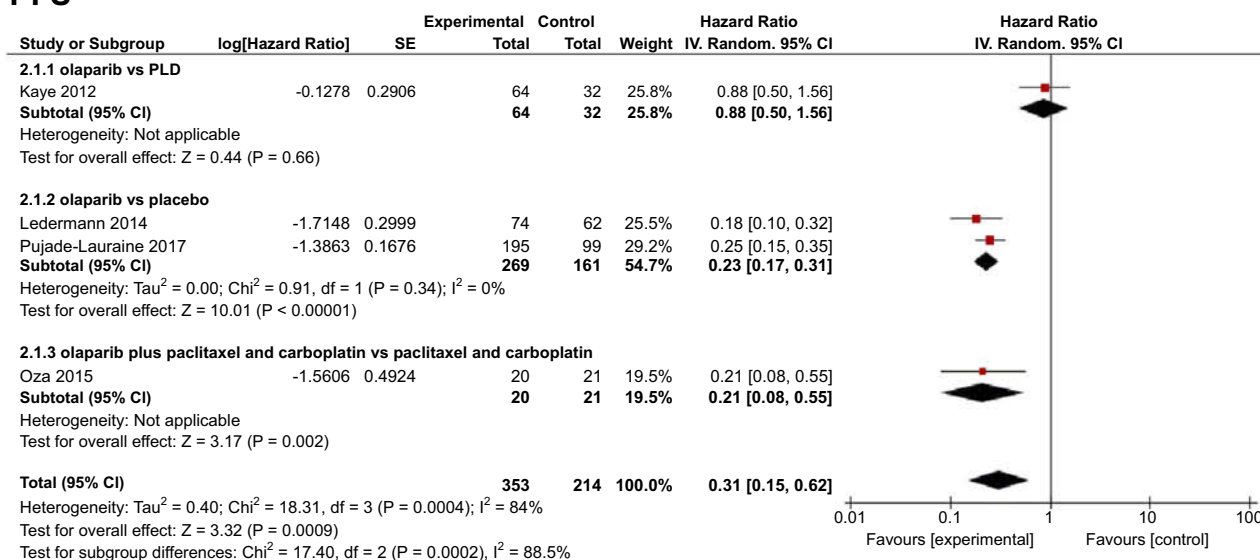 Experimental Control Hazard Ratio Hazard Ratio
Study or Subgroup log[Hazard Ratio] SE Total Total Weight IV. Random. 95% CI IV. Random. 95% CI
2.1.1 olaparib vs PLD
Kaye 2012 -0.1278 0.2906 64 32 25.8% 0.88 [0.50, 1.56]
Subtotal (95% CI) 64 32 25.8% 0.88 [0.50, 1.56]
Heterogeneity: Not applicable
Test for overall effect: Z = 0.44 (P = 0.66)
2.1.2 olaparib vs placebo
Ledermann 2014 -1.7148 0.2999 74 62 25.5% 0.18 [0.10, 0.32]
Pujade-Lauraine 2017 -1.3863 0.1676 195 99 29.2% 0.25 [0.15, 0.35]
Subtotal (95% CI) 269 161 54.7% 0.23 [0.17, 0.31]
Heterogeneity: Tau² = 0.00; Chi² = 0.91, df = 1 (P = 0.34); I² = 0%
Test for overall effect: Z = 10.01 (P < 0.00001)
2.1.3 olaparib plus paclitaxel and carboplatin vs paclitaxel and carboplatin
Oza 2015 -1.5606 0.4924 20 21 19.5% 0.21 [0.08, 0.55]
Subtotal (95% CI) 20 21 19.5% 0.21 [0.08, 0.55]
Heterogeneity: Not applicable
Test for overall effect: Z = 3.17 (P = 0.002)
Total (95% CI) 353 214 100.0% 0.31 [0.15, 0.62]
Heterogeneity: Tau² = 0.40; Chi² = 18.31, df = 3 (P = 0.0004); I² = 84%
Test for overall effect: Z = 3.32 (P = 0.0009)
Test for subgroup differences: Chi² = 17.40, df = 2 (P = 0.0002), I² = 88.5%
0.01 0.1 1 10 100
Favours [experimental] Favours [control]